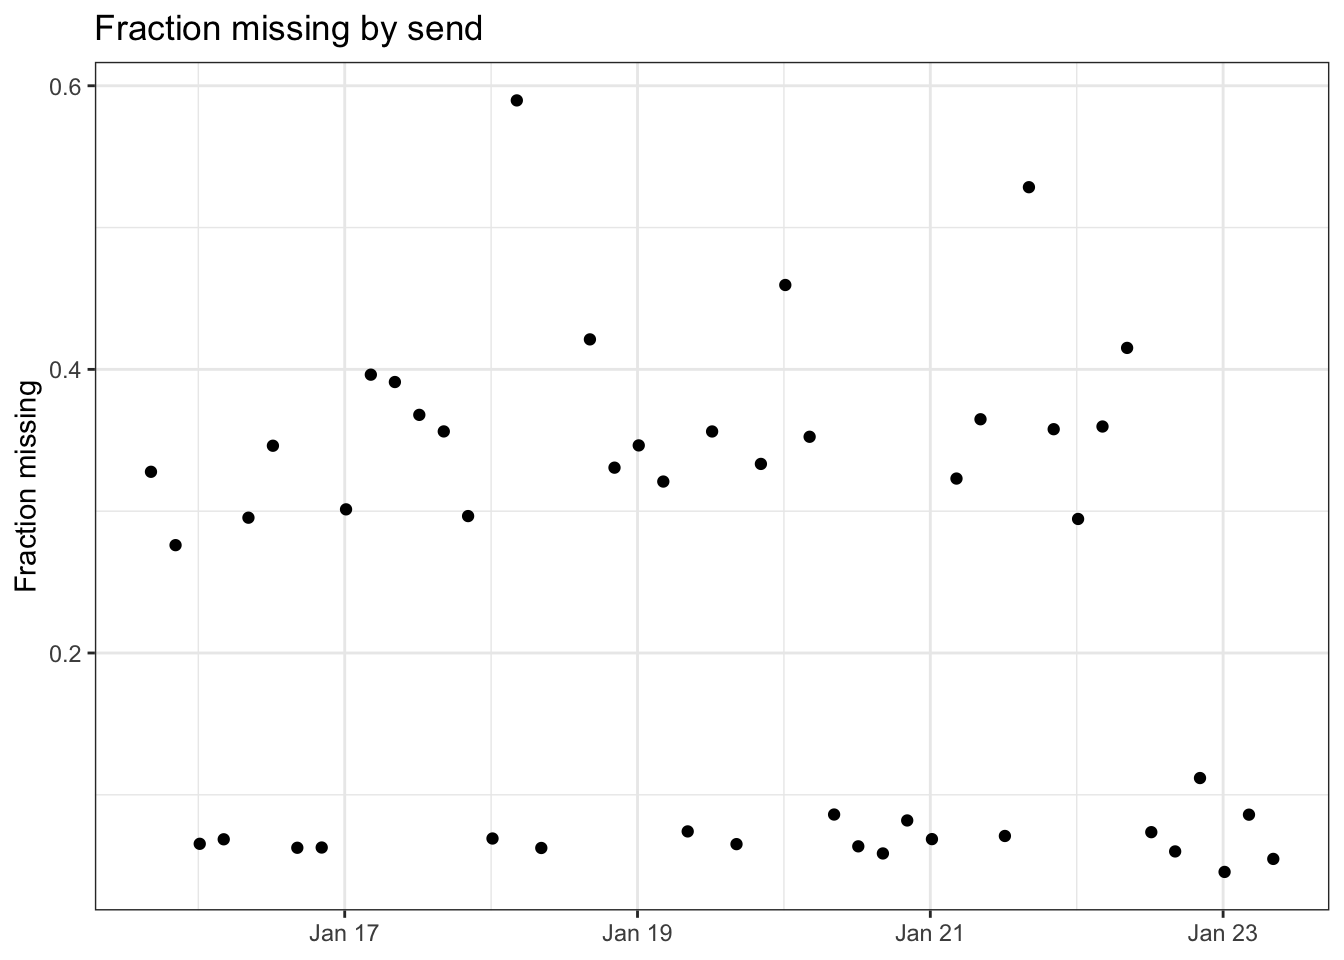 Fraction missing by send
Fraction missing
0.6
0.4
0.2
Jan 17
Jan 19
Jan 21
Jan 23